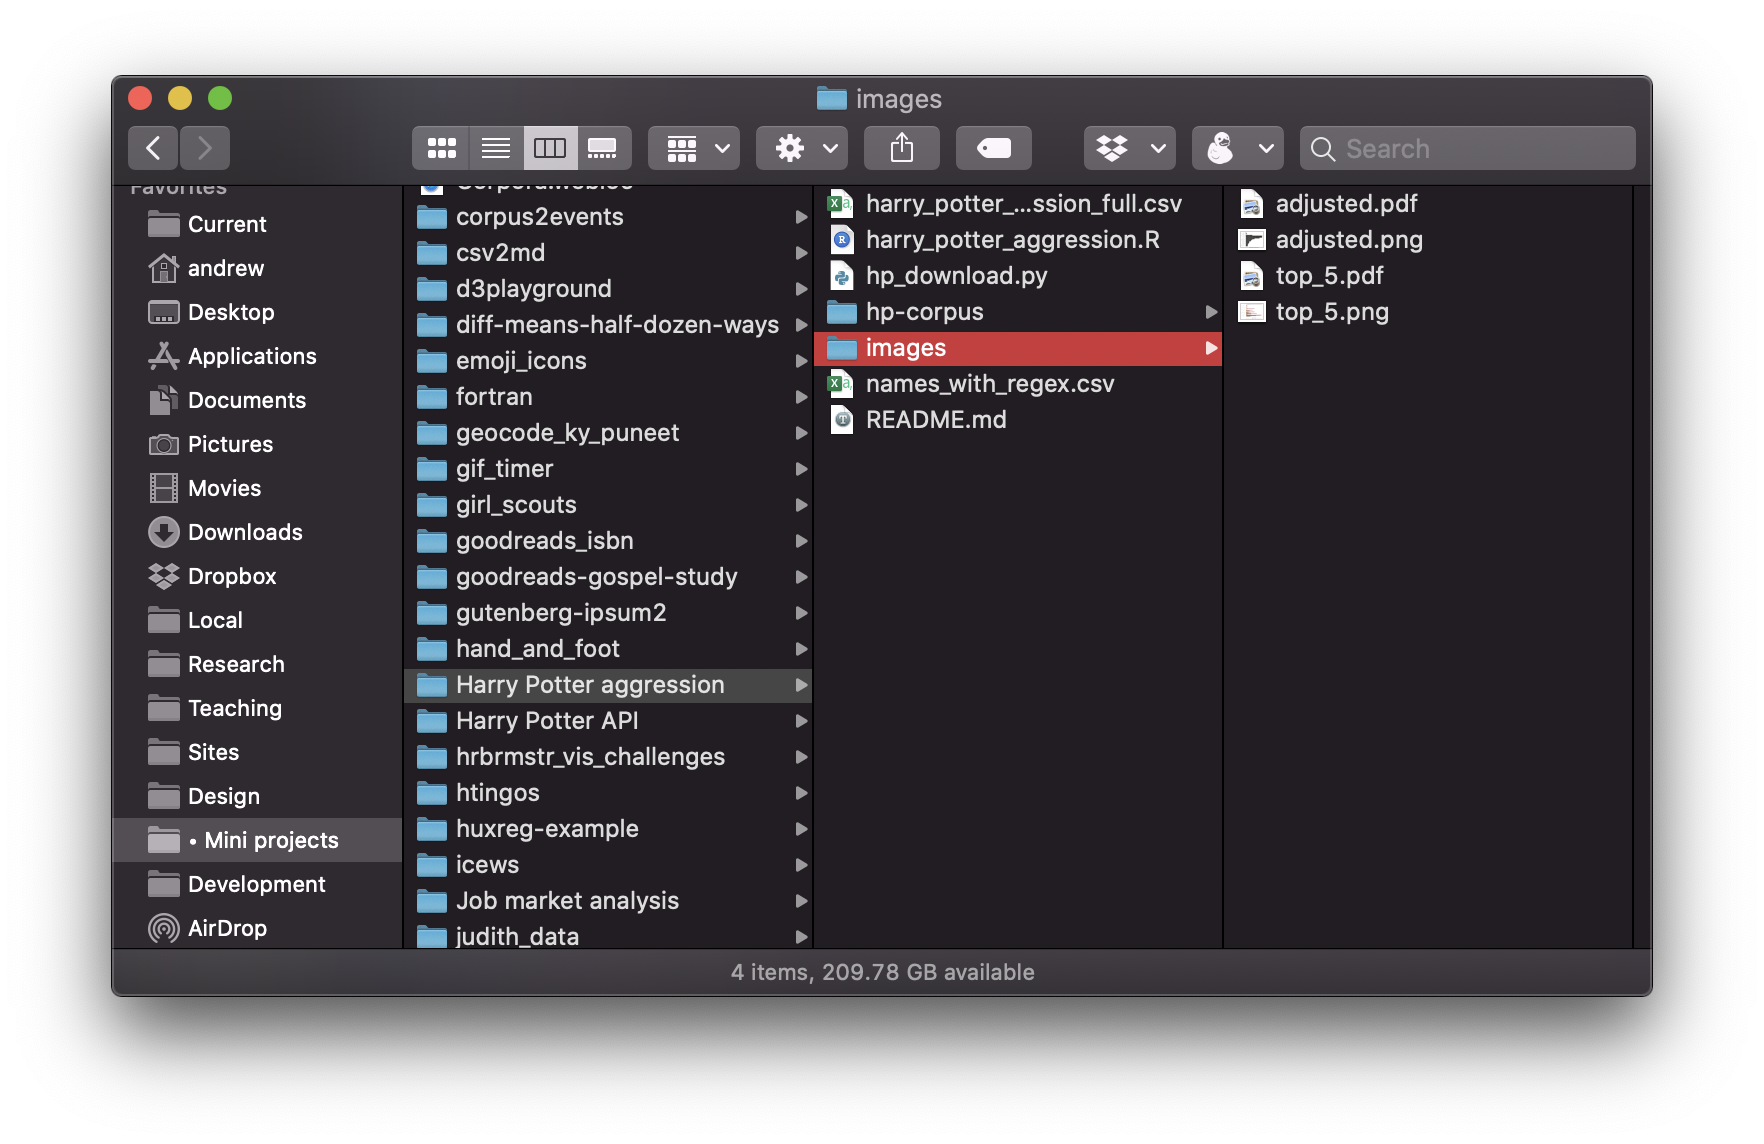 images
Search
Favorites
Current
andrew
Desktop
Applications
Documents
Pictures
Movies
Downloads
Dropbox
Local
Research
Teaching
Sites
Design
• Mini projects
Development
AirDrop
corpus2events
csv2md
d3playground
diff-means-half-dozen-ways
emoji_icons
fortran
geocode_ky_puneet
gif_timer
girl_scouts
goodreads_isbn
goodreads-gospel-study
gutenberg-ipsum2
hand_and_foot
Harry Potter aggression
Harry Potter API
hrbrmstr_vis_challenges
htingos
huxreg-example
icews
Job market analysis
judith_data
harry_potter_...ssion_full.csv
harry_potter_aggression.R
hp_download.py
hp-corpus
images
names_with_regex.csv
README.md
adjusted.pdf
adjusted.png
top_5.pdf
top_5.png
4 items, 209.78 GB available